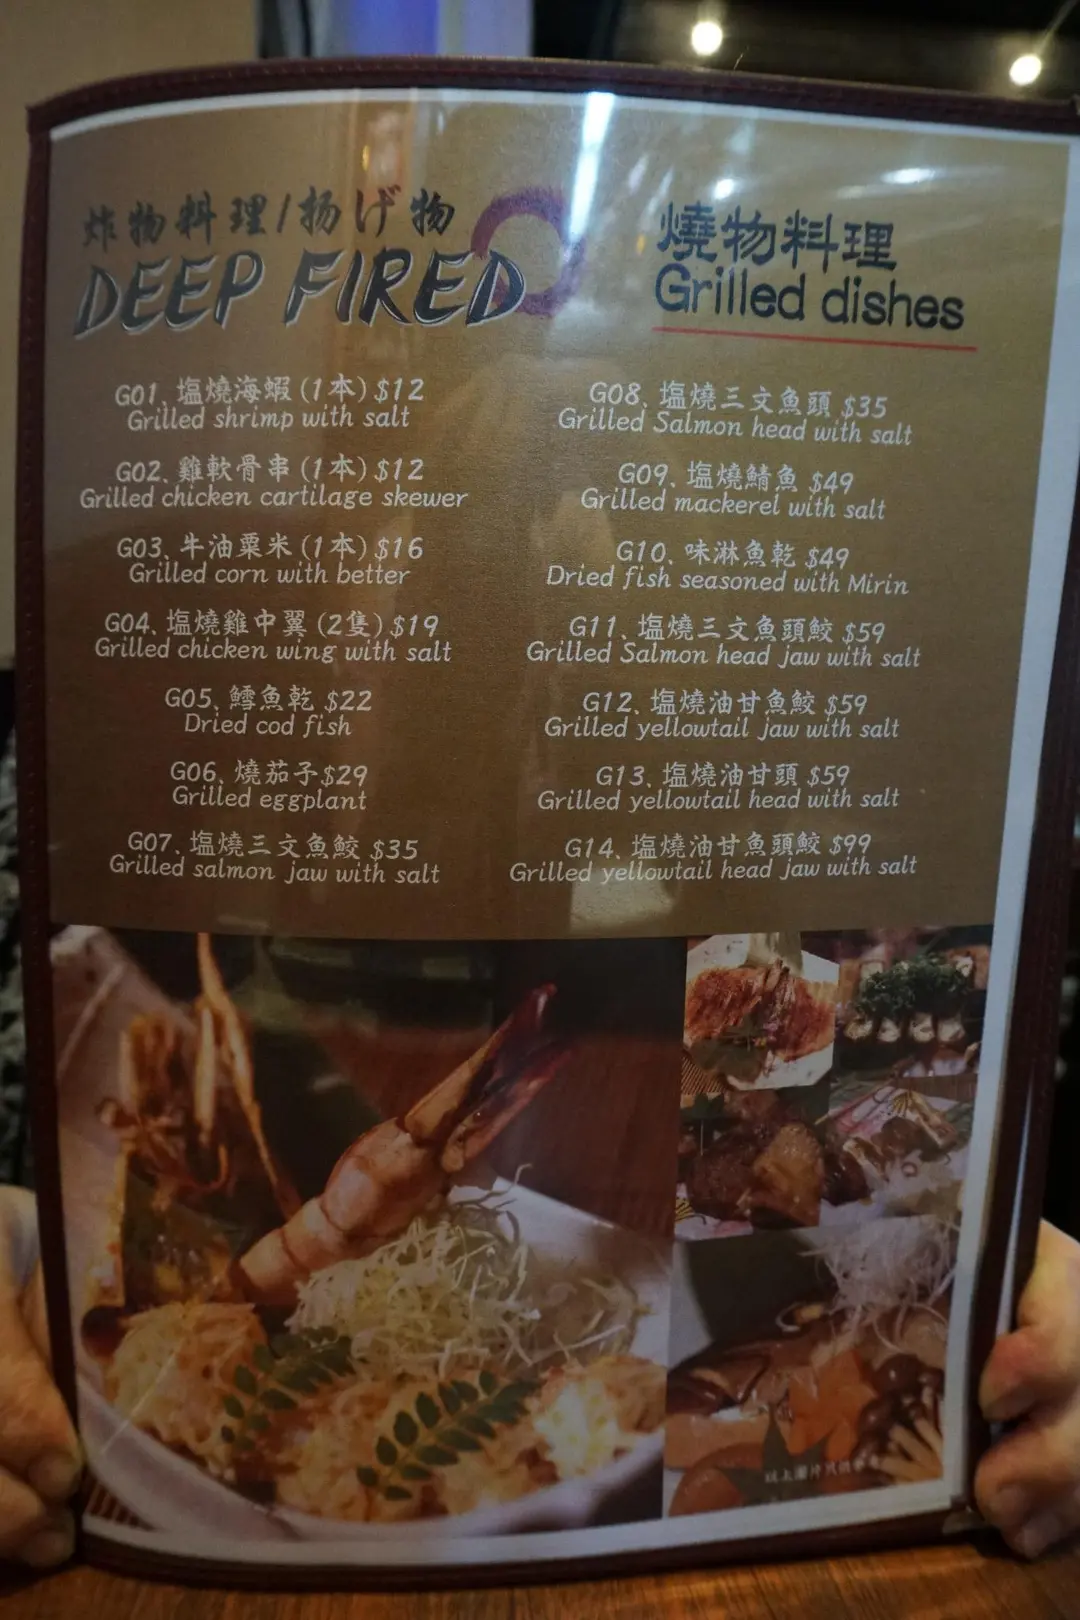 炸物料理/揚げ物
DEEP FIRED
燒物料理
Grilled dishes
G01、塩燒海蝦(1本)$12
Grilled shrimp with salt
G02、雞軟骨串(1本)$12
Grilled chicken cartilage skewer
G03、牛油粟米(1本)$16
Grilled corn with better
G04、塩燒雞中翼(2隻)$19
Grilled chicken wing with salt
G05、鱈魚乾 $22
Dried cod fish
G06、燒茄子$29
Grilled eggplant
G07、塩燒三文魚鮫 $35
Grilled salmon jaw with salt
G08、塩燒三文魚頭 $35
Grilled Salmon head with salt
G09、塩燒鯖魚 $49
Grilled mackerel with salt
G10、味淋魚乾 $49
Dried fish seasoned with Mirin
G11、塩燒三文魚頭鮫 $59
Grilled Salmon head jaw with salt
G12、塩燒油甘魚鮫 $59
Grilled yellowtail jaw with salt
G13、塩燒油甘頭 $59
Grilled yellowtail head with salt
G14、塩燒油甘魚頭鮫 $99
Grilled yellowtail head jaw with salt
以上圖片只供參考